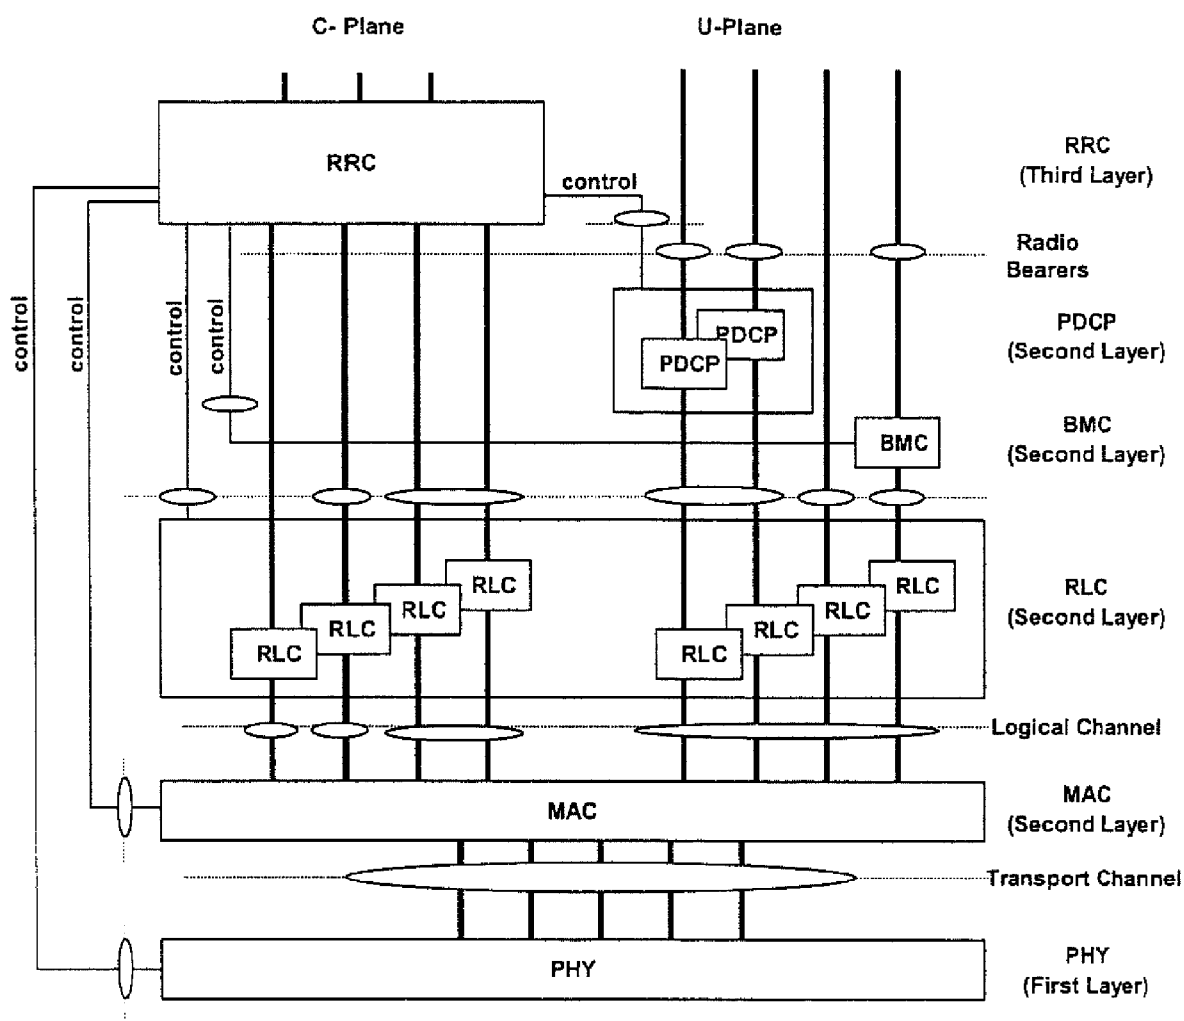 C- Plane
U-Plane
RRC
control
RRC
(Third Layer)
Radio
Bearers
control
control
control
control
PDCP
PDCP
PDCP
(Second Layer)
BMC
BMC
(Second Layer)
RLC
RLC
RLC
RLC
RLC
RLC
RLC
RLC
RLC
(Second Layer)
Logical Channel
MAC
MAC
(Second Layer)
Transport Channel
PHY
PHY
(First Layer)